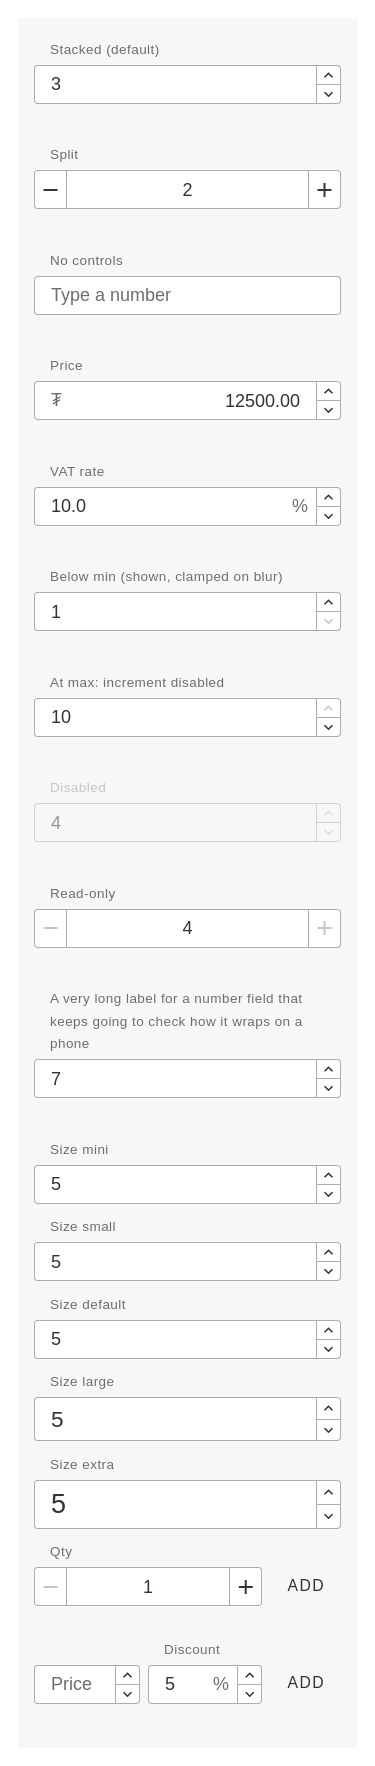 Stacked (default)
3
Split
− 2 +
No controls
Type a number
Price
₮ 12500.00
VAT rate
10.0 %
Below min (shown, clamped on blur)
1
At max: increment disabled
10
Disabled
4
Read-only
− 4 +
A very long label for a number field that
keeps going to check how it wraps on a
phone
7
Size mini
5
Size small
5
Size default
5
Size large
5
Size extra
5
Qty
− 1 + ADD
Discount
Price 5 % ADD